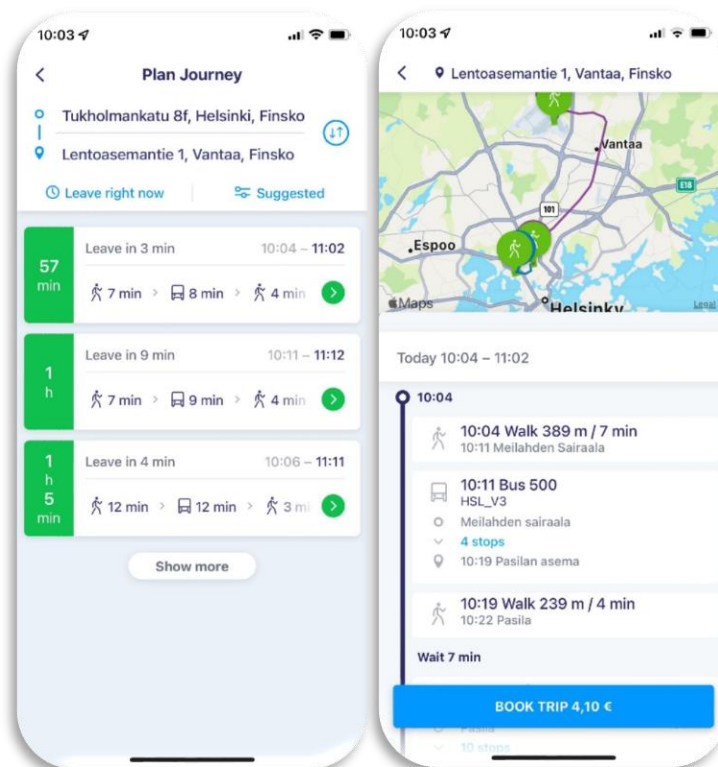 10:03
Plan Journey
Tukholmankatu 8f, Helsinki, Finsko
Lentoasemantie 1, Vantaa, Finsko
Leave right now
Suggested
57
min
Leave in 3 min
10:04 – 11:02
7 min > 8 min > 4 min
1
h
Leave in 9 min
10:11 – 11:12
7 min > 9 min > 4 min
1
h
5
min
Leave in 4 min
10:06 – 11:11
12 min > 12 min > 3 mi
Show more
10:03
Lentoasemantie 1, Vantaa, Finsko
Vantaa
E18
101
Espoo
Maps
Helsinky
Legal
Today 10:04 – 11:02
10:04
10:04 Walk 389 m / 7 min
10:11 Meilahden Sairaala
10:11 Bus 500
HSL_V3
Meilahden sairaala
4 stops
10:19 Pasilan asema
10:19 Walk 239 m / 4 min
10:22 Pasila
Wait 7 min
BOOK TRIP 4,10 €
Pasila
10 stops